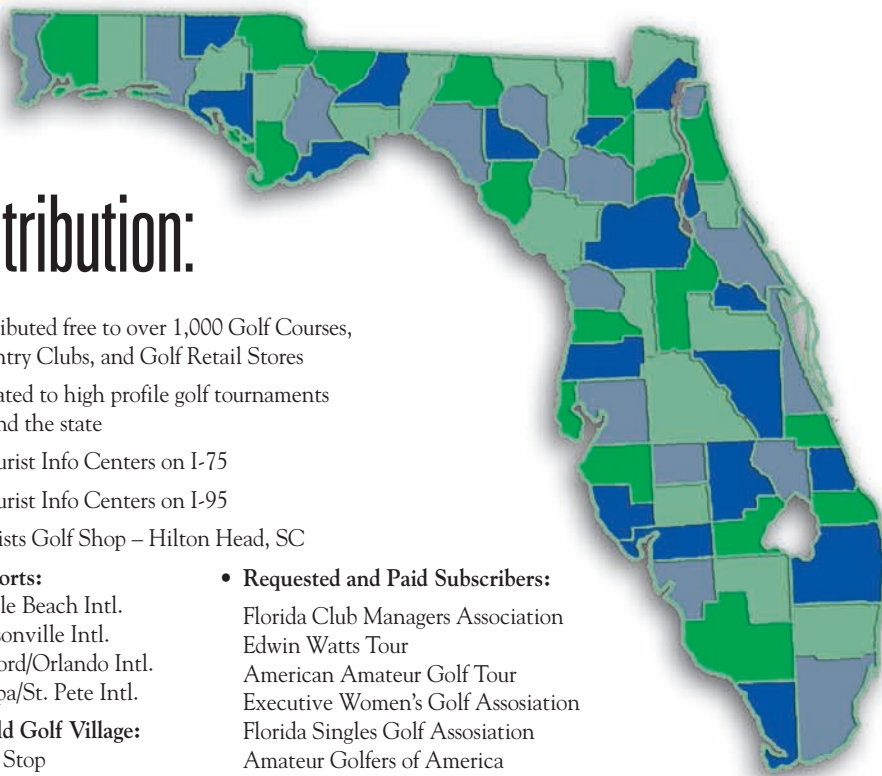 tribution:
ibuted free to over 1,000 Golf Courses,
ntry Clubs, and Golf Retail Stores
ated to high profile golf tournaments
nd the state
urist Info Centers on I-75
urist Info Centers on I-95
ists Golf Shop – Hilton Head, SC
orts:
le Beach Intl.
sonville Intl.
ord/Orlando Intl.
pa/St. Pete Intl.
ld Golf Village:
Stop
• Requested and Paid Subscribers:
Florida Club Managers Association
Edwin Watts Tour
American Amateur Golf Tour
Executive Women's Golf Assosiation
Florida Singles Golf Assosiation
Amateur Golfers of America